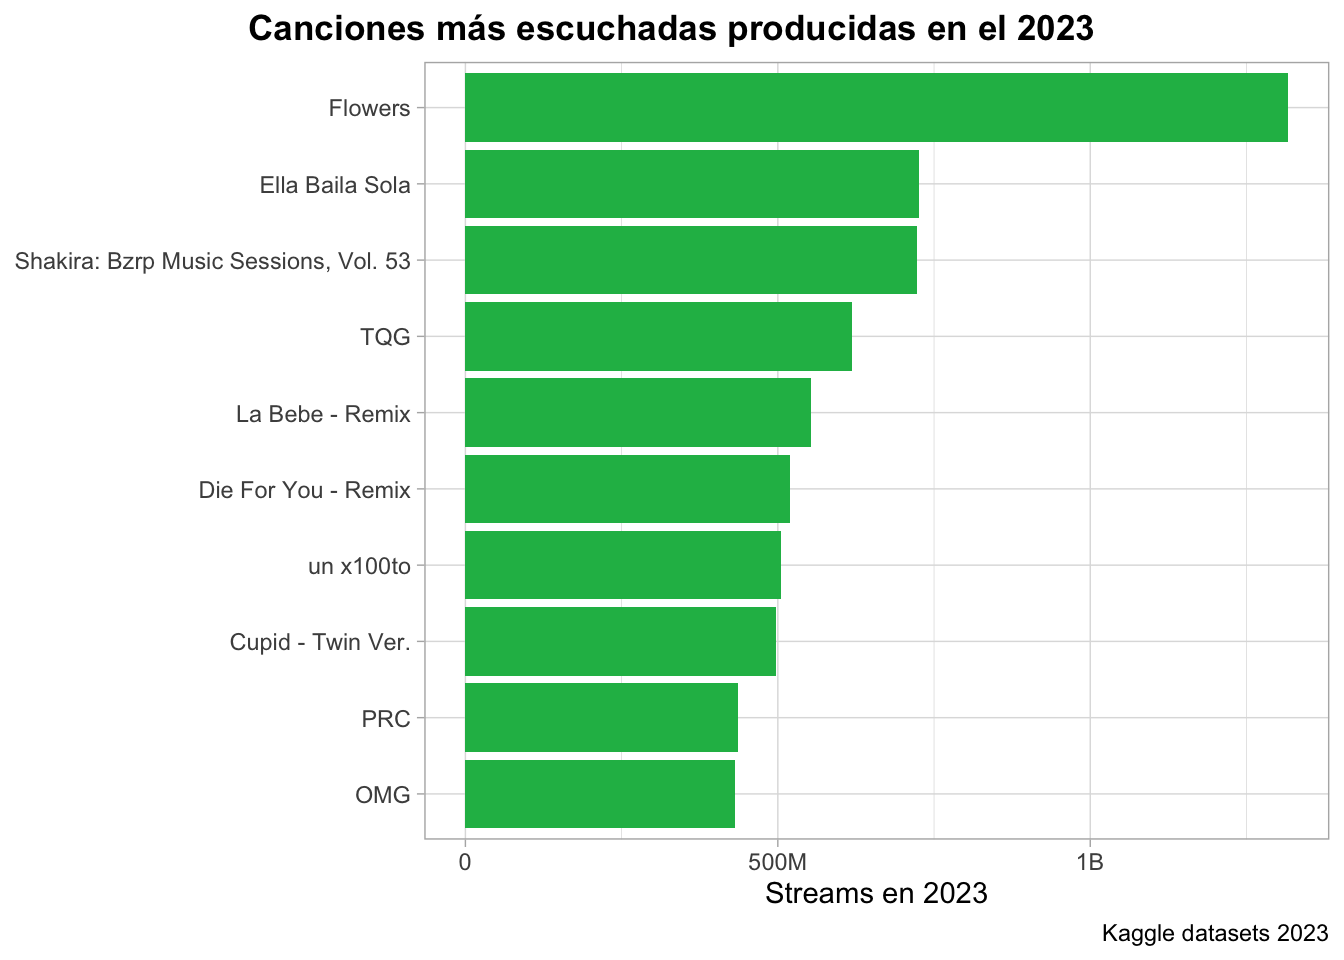 Canciones más escuchadas producidas en el 2023
Flowers
Ella Baila Sola
Shakira: Bzrp Music Sessions, Vol. 53
TQG
La Bebe - Remix
Die For You - Remix
un x100to
Cupid - Twin Ver.
PRC
OMG
0 500M 1B
Streams en 2023
Kaggle datasets 2023